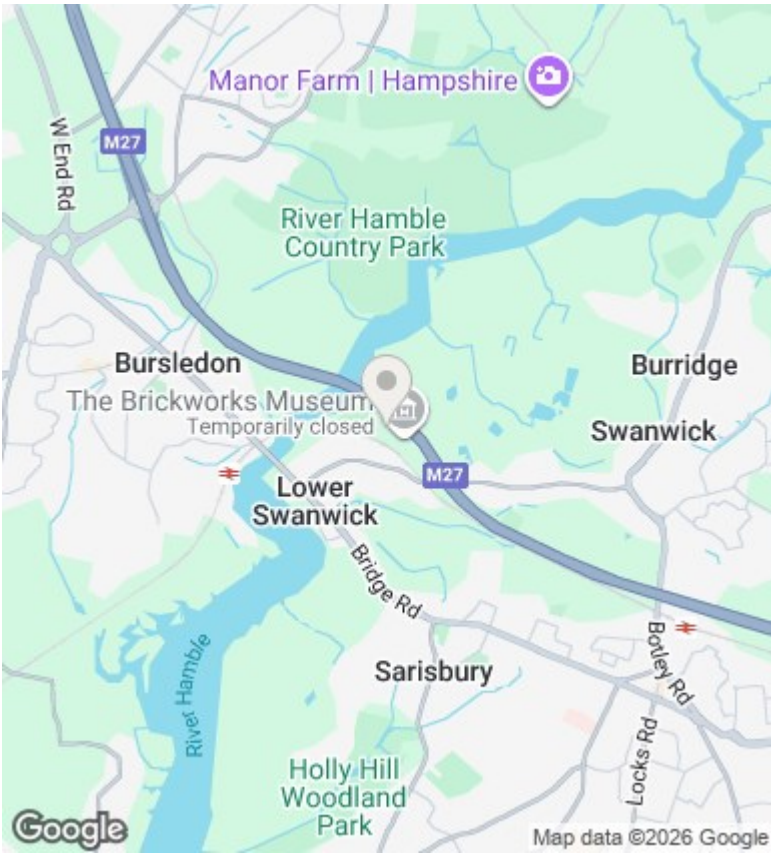 Manor Farm | Hampshire
W End Rd
M27
River Hamble
Country Park
Bursledon
Burridge
The Brickworks Museum
Temporarily closed
Swanwick
M27
Lower
Swanwick
Bridge Rd
Botley Rd
River Hamble
Sarisbury
Locks Rd
Holly Hill
Woodland
Park
Google
Map data ©2026 Google